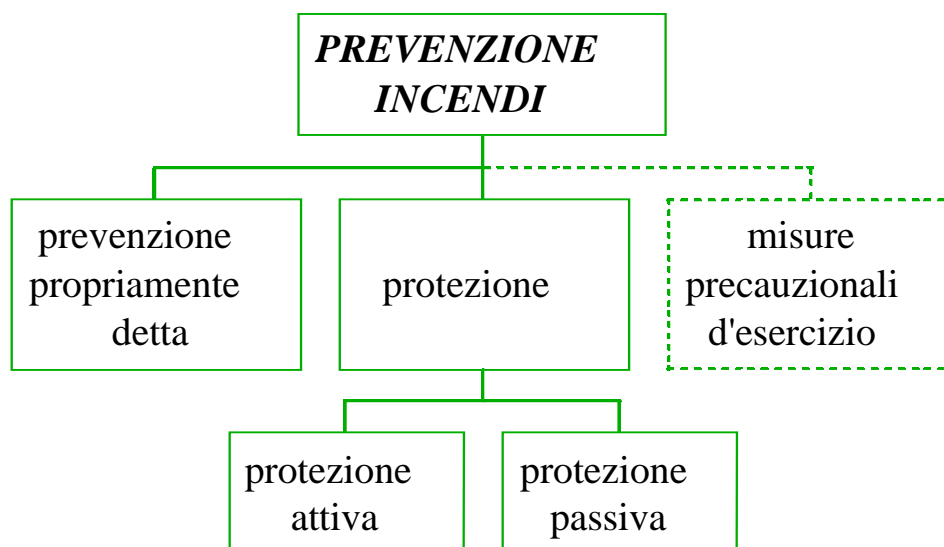 PREVENZIONE
INCENDI
prevenzione
propriamente
detta
protezione
misure
precauzionali
d'esercizio
protezione
attiva
protezione
passiva